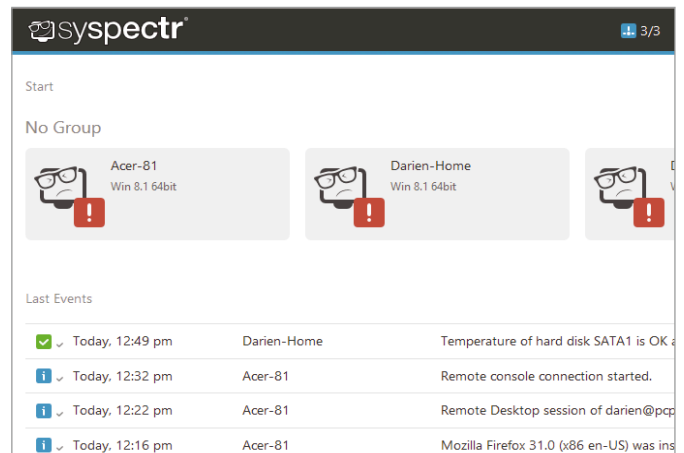 syspectr
3/3
Start
No Group
Acer-81
Win 8.1 64bit
Darien-Home
Win 8.1 64bit
Last Events
Today, 12:49 pm Darien-Home Temperature of hard disk SATA1 is OK
Today, 12:32 pm Acer-81 Remote console connection started.
Today, 12:22 pm Acer-81 Remote Desktop session of darien@pcp
Today, 12:16 pm Acer-81 Mozilla Firefox 31.0 (x86 en-US) was ins